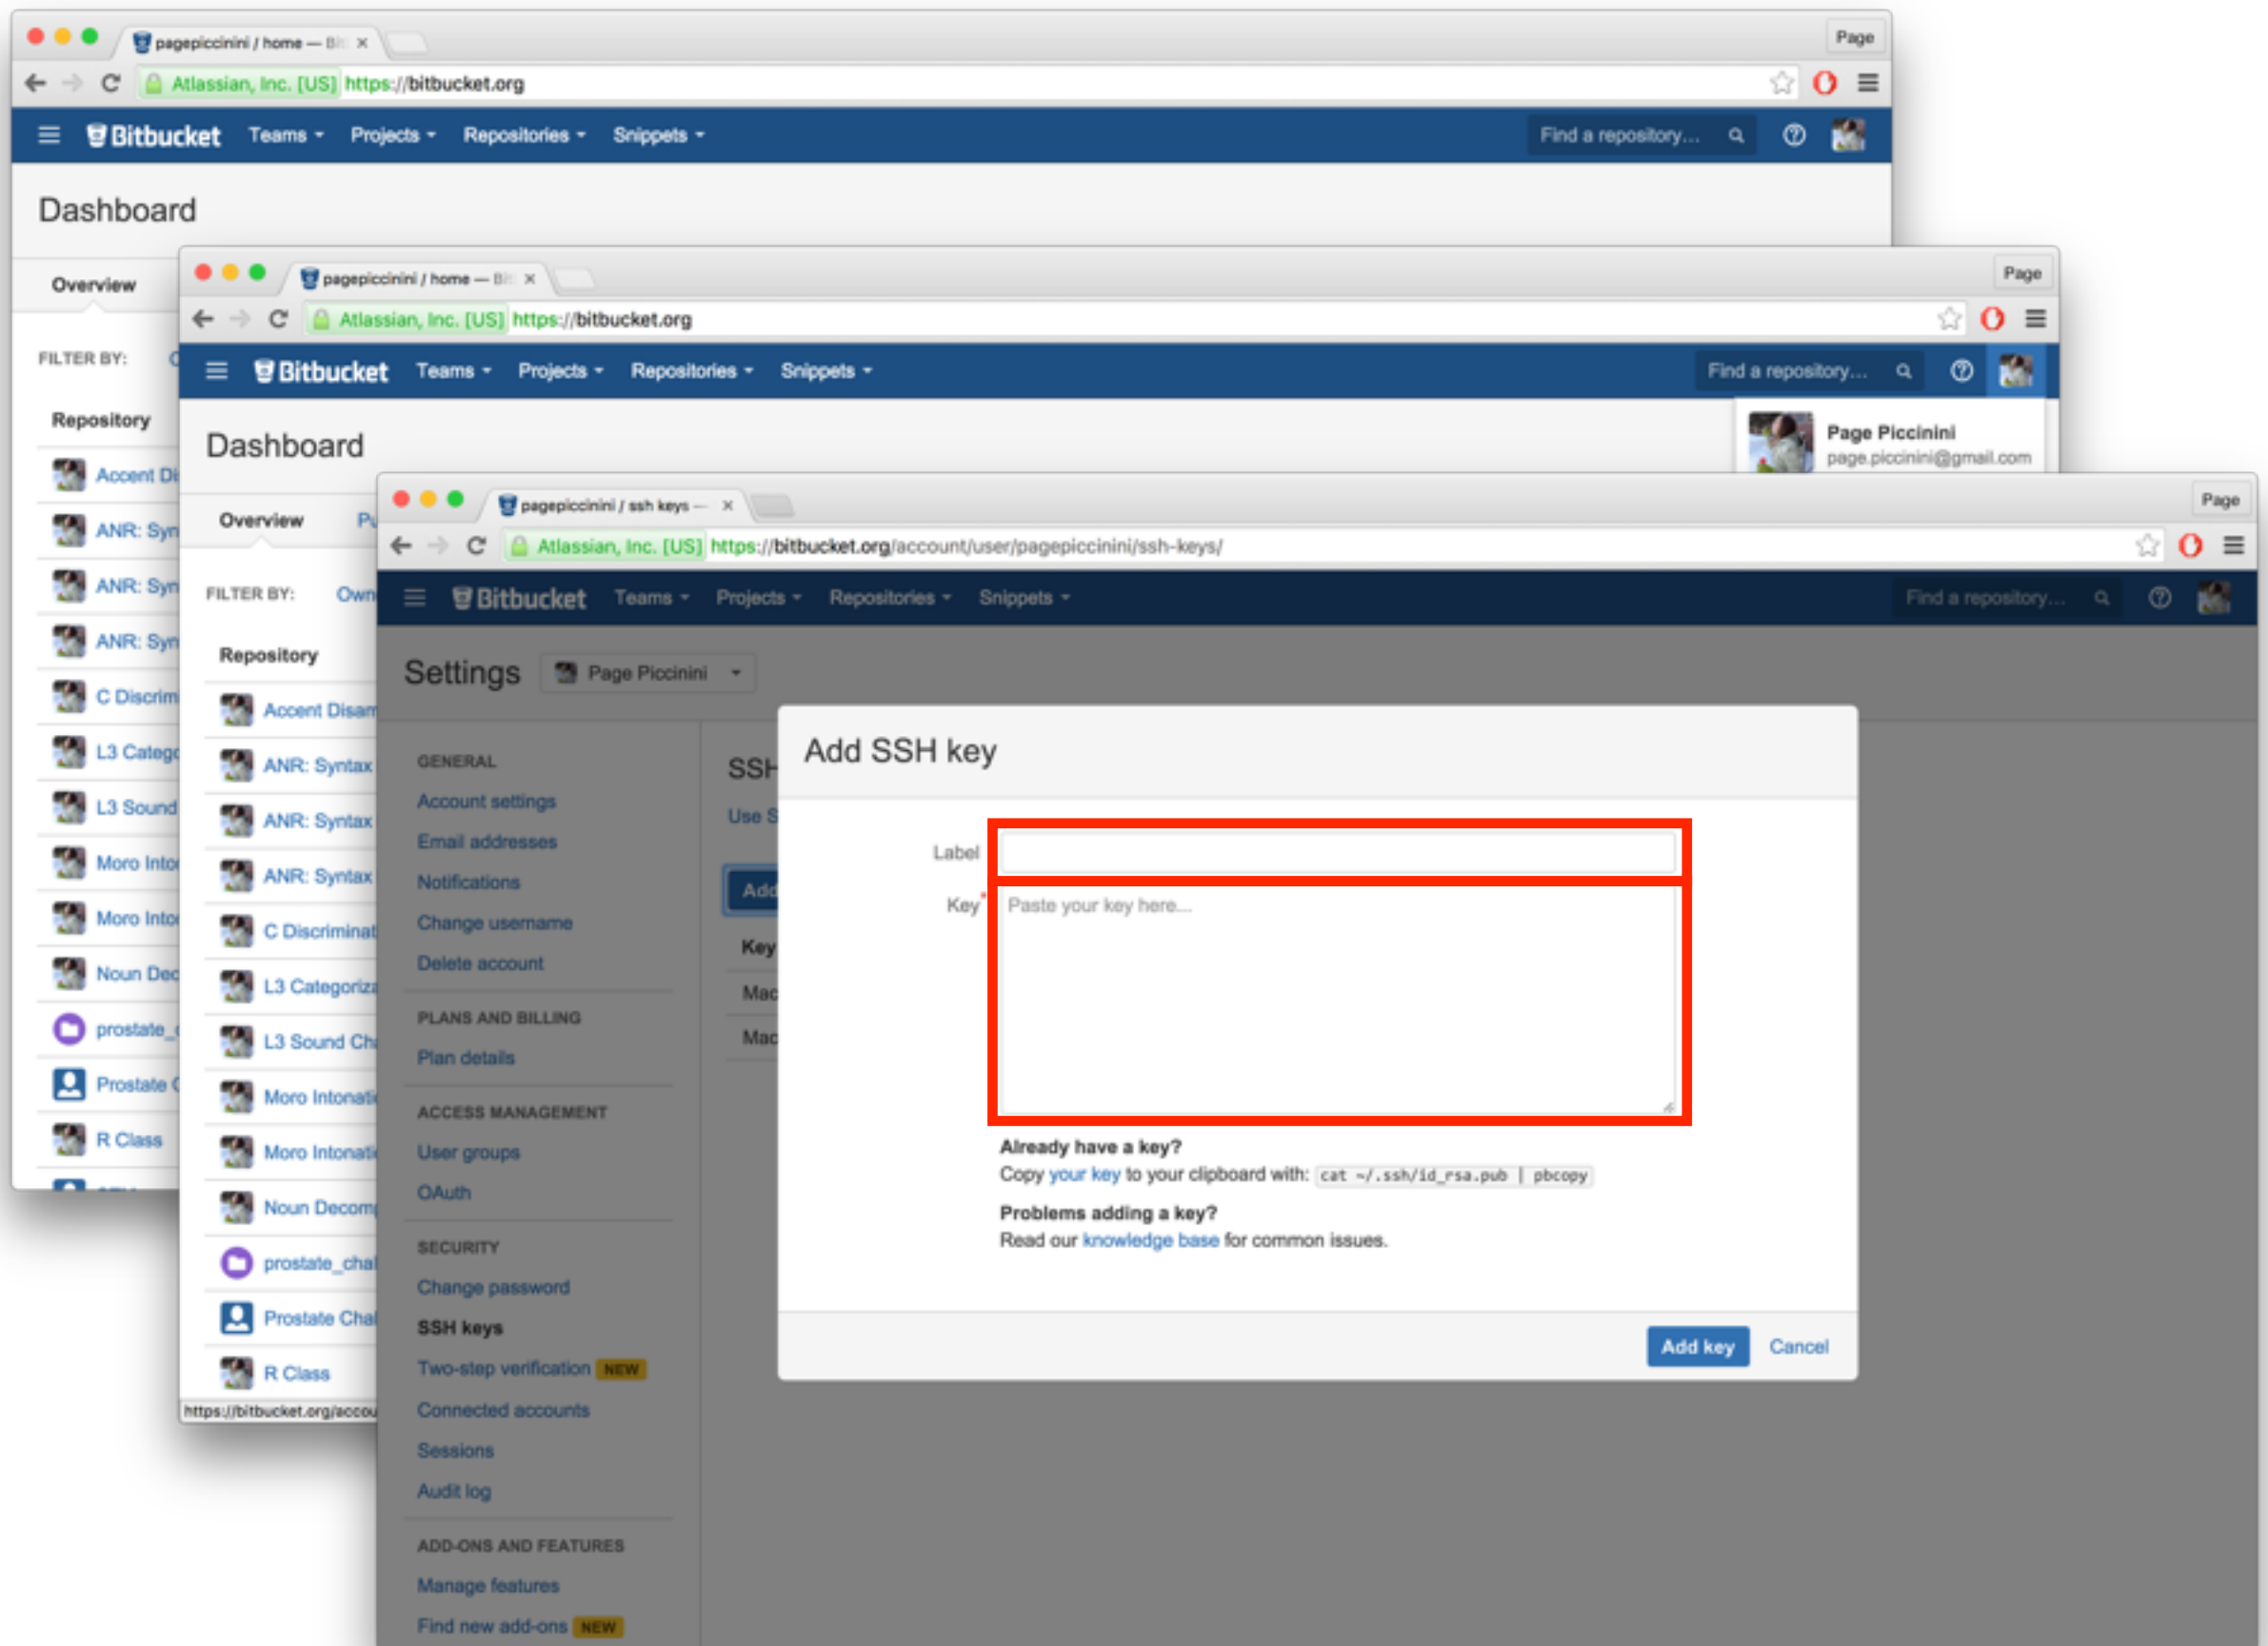 pagepiccinini / home — Bit
Page
Atlassian, Inc. [US] https://bitbucket.org
Bitbucket Teams Projects Repositories Snippets Find a repository...
Dashboard
Overview
FILTER BY:
Repository
Accent Di
ANR: Syn
ANR: Syn
ANR: Syn
C Discrim
L3 Catego
L3 Sound
Moro Into
Moro Into
Noun Dec
prostate_
Prostate C
R Class
pagepiccinini / home — Bit
Page
Atlassian, Inc. [US] https://bitbucket.org
Bitbucket Teams Projects Repositories Snippets Find a repository...
Page Piccinini
page.piccinini@gmail.com
Dashboard
Overview Pu
FILTER BY: Own
Repository
Accent Disam
ANR: Syntax
ANR: Syntax
ANR: Syntax
C Discriminat
L3 Categoriza
L3 Sound Cha
Moro Intonati
Moro Intonati
Noun Decomp
prostate_chal
Prostate Chal
R Class
https://bitbucket.org/accou
pagepiccinini / ssh keys —
Page
Atlassian, Inc. [US] https://bitbucket.org/account/user/pagepiccinini/ssh-keys/
Bitbucket Teams Projects Repositories Snippets Find a repository...
Settings Page Piccinini
GENERAL
Account settings
Email addresses
Notifications
Change username
Delete account
PLANS AND BILLING
Plan details
ACCESS MANAGEMENT
User groups
OAuth
SECURITY
Change password
SSH keys
Two-step verification NEW
Connected accounts
Sessions
Audit log
ADD-ONS AND FEATURES
Manage features
Find new add-ons NEW
SSH
Use S
Add
Key
Mac
Mac
Add SSH key
Label
Key*
Paste your key here...
Already have a key?
Copy your key to your clipboard with: cat ~/.ssh/id_rsa.pub | pbcopy
Problems adding a key?
Read our knowledge base for common issues.
Add key Cancel